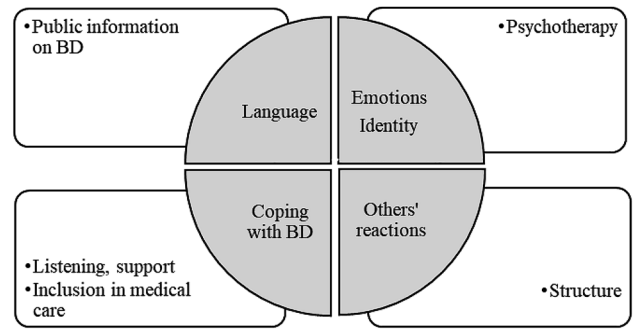 •Public information
on BD
•Psychotherapy
Language
Emotions
Identity
Coping
with BD
Others'
reactions
•Listening, support
•Inclusion in medical
care
•Structure